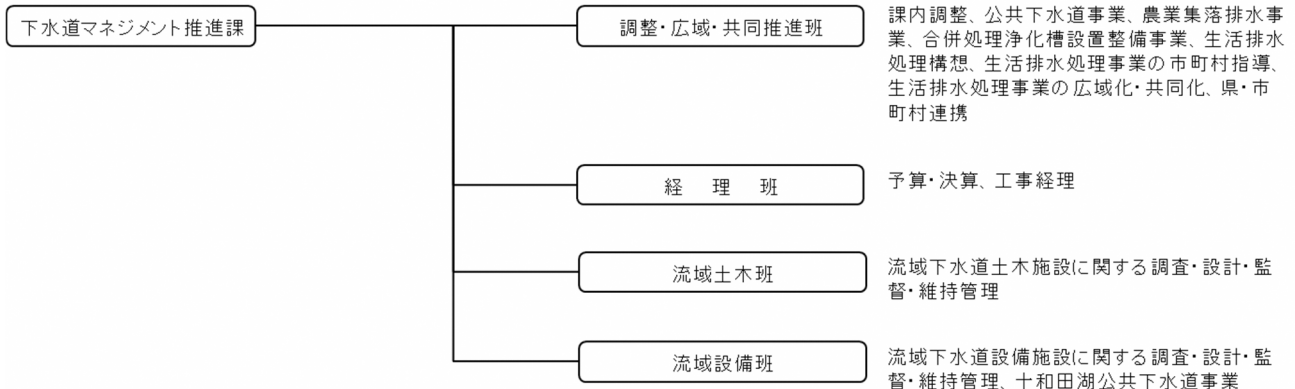 下水道マネジメント推進課
調整・広域・共同推進班
課内調整、公共下水道事業、農業集落排水事
業、合併処理浄化槽設置整備事業、生活排水
処理構想、生活排水処理事業の市町村指導、
生活排水処理事業の広域化・共同化、県・市
町村連携
経 理 班
予算・決算、工事経理
流域土木班
流域下水道土木施設に関する調査・設計・監
督・維持管理
流域設備班
流域下水道設備施設に関する調査・設計・監
督・維持管理、十和田湖公共下水道事業